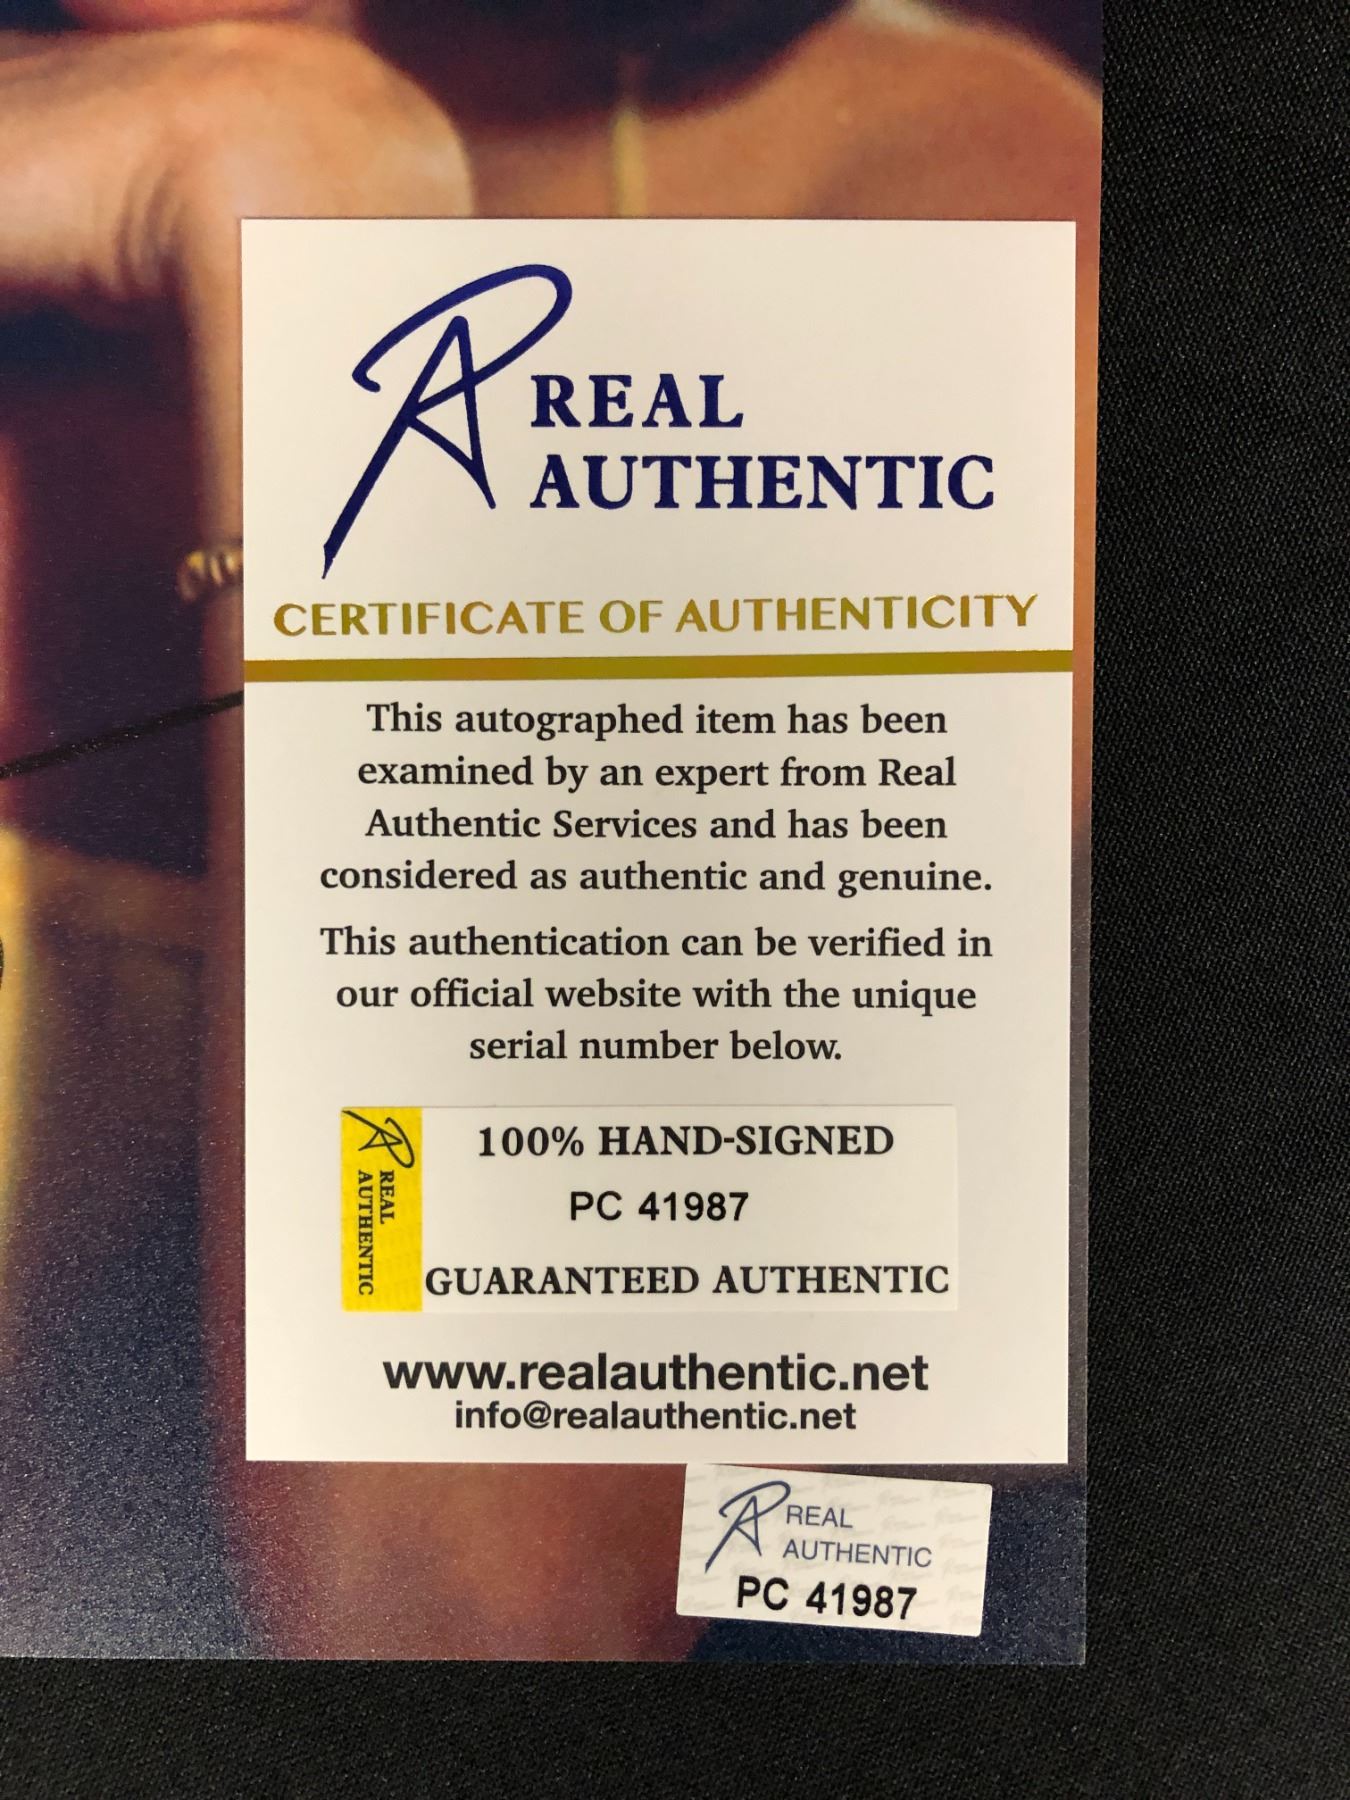 REAL
AUTHENTIC
CERTIFICATE OF AUTHENTICITY
This autographed item has been
examined by an expert from Real
Authentic Services and has been
considered as authentic and genuine.
This authentication can be verified in
our official website with the unique
serial number below.
REAL
AUTHENTIC
100% HAND-SIGNED
PC 41987
GUARANTEED AUTHENTIC
www.realauthentic.net
info@realauthentic.net
REAL
AUTHENTIC
PC 41987